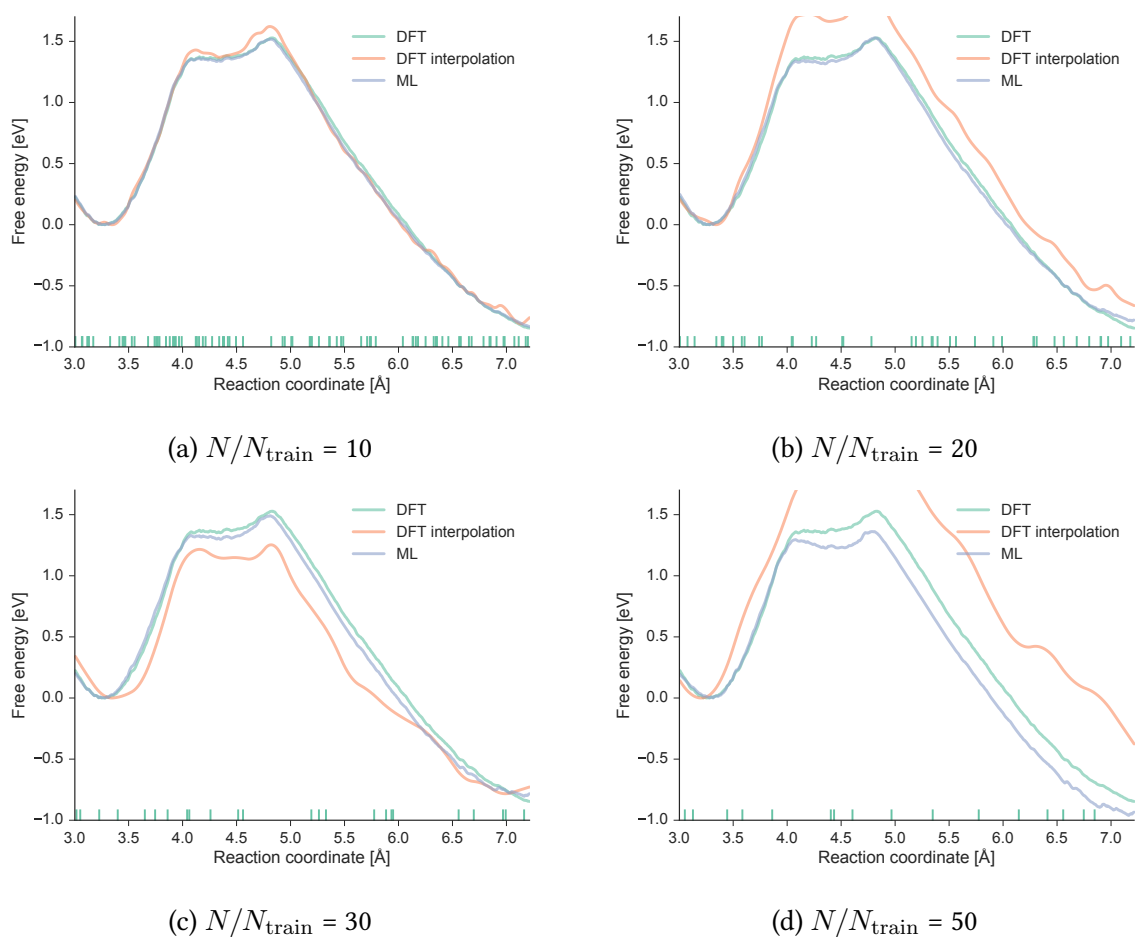 1.5
1.0
0.5
0.0
−0.5
−1.0
Free energy [eV]
DFT
DFT interpolation
ML
3.0 3.5 4.0 4.5 5.0 5.5 6.0 6.5 7.0
Reaction coordinate [Å]
(a) N/N_train = 10
1.5
1.0
0.5
0.0
−0.5
−1.0
Free energy [eV]
DFT
DFT interpolation
ML
3.0 3.5 4.0 4.5 5.0 5.5 6.0 6.5 7.0
Reaction coordinate [Å]
(b) N/N_train = 20
1.5
1.0
0.5
0.0
−0.5
−1.0
Free energy [eV]
DFT
DFT interpolation
ML
3.0 3.5 4.0 4.5 5.0 5.5 6.0 6.5 7.0
Reaction coordinate [Å]
(c) N/N_train = 30
1.5
1.0
0.5
0.0
−0.5
−1.0
Free energy [eV]
DFT
DFT interpolation
ML
3.0 3.5 4.0 4.5 5.0 5.5 6.0 6.5 7.0
Reaction coordinate [Å]
(d) N/N_train = 50